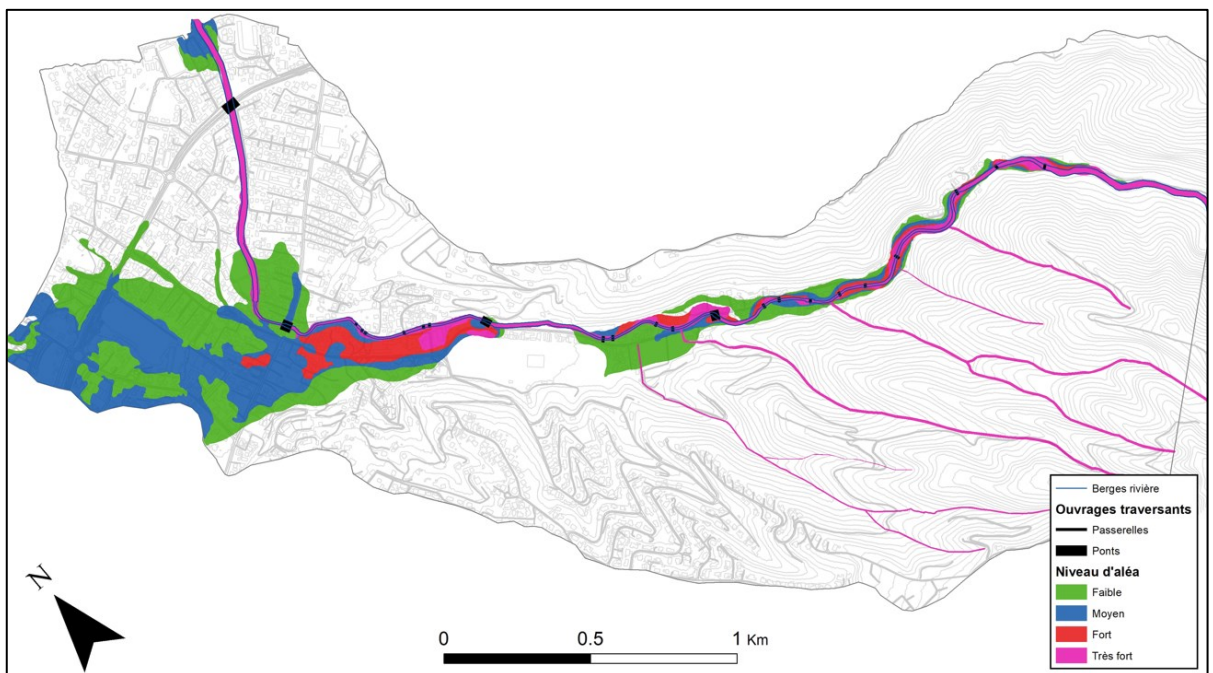 Berges rivière
Ouvrages traversants
Passerelles
Ponts
Niveau d'aléa
Faible
Moyen
Fort
Très fort
N
0 0.5 1 Km